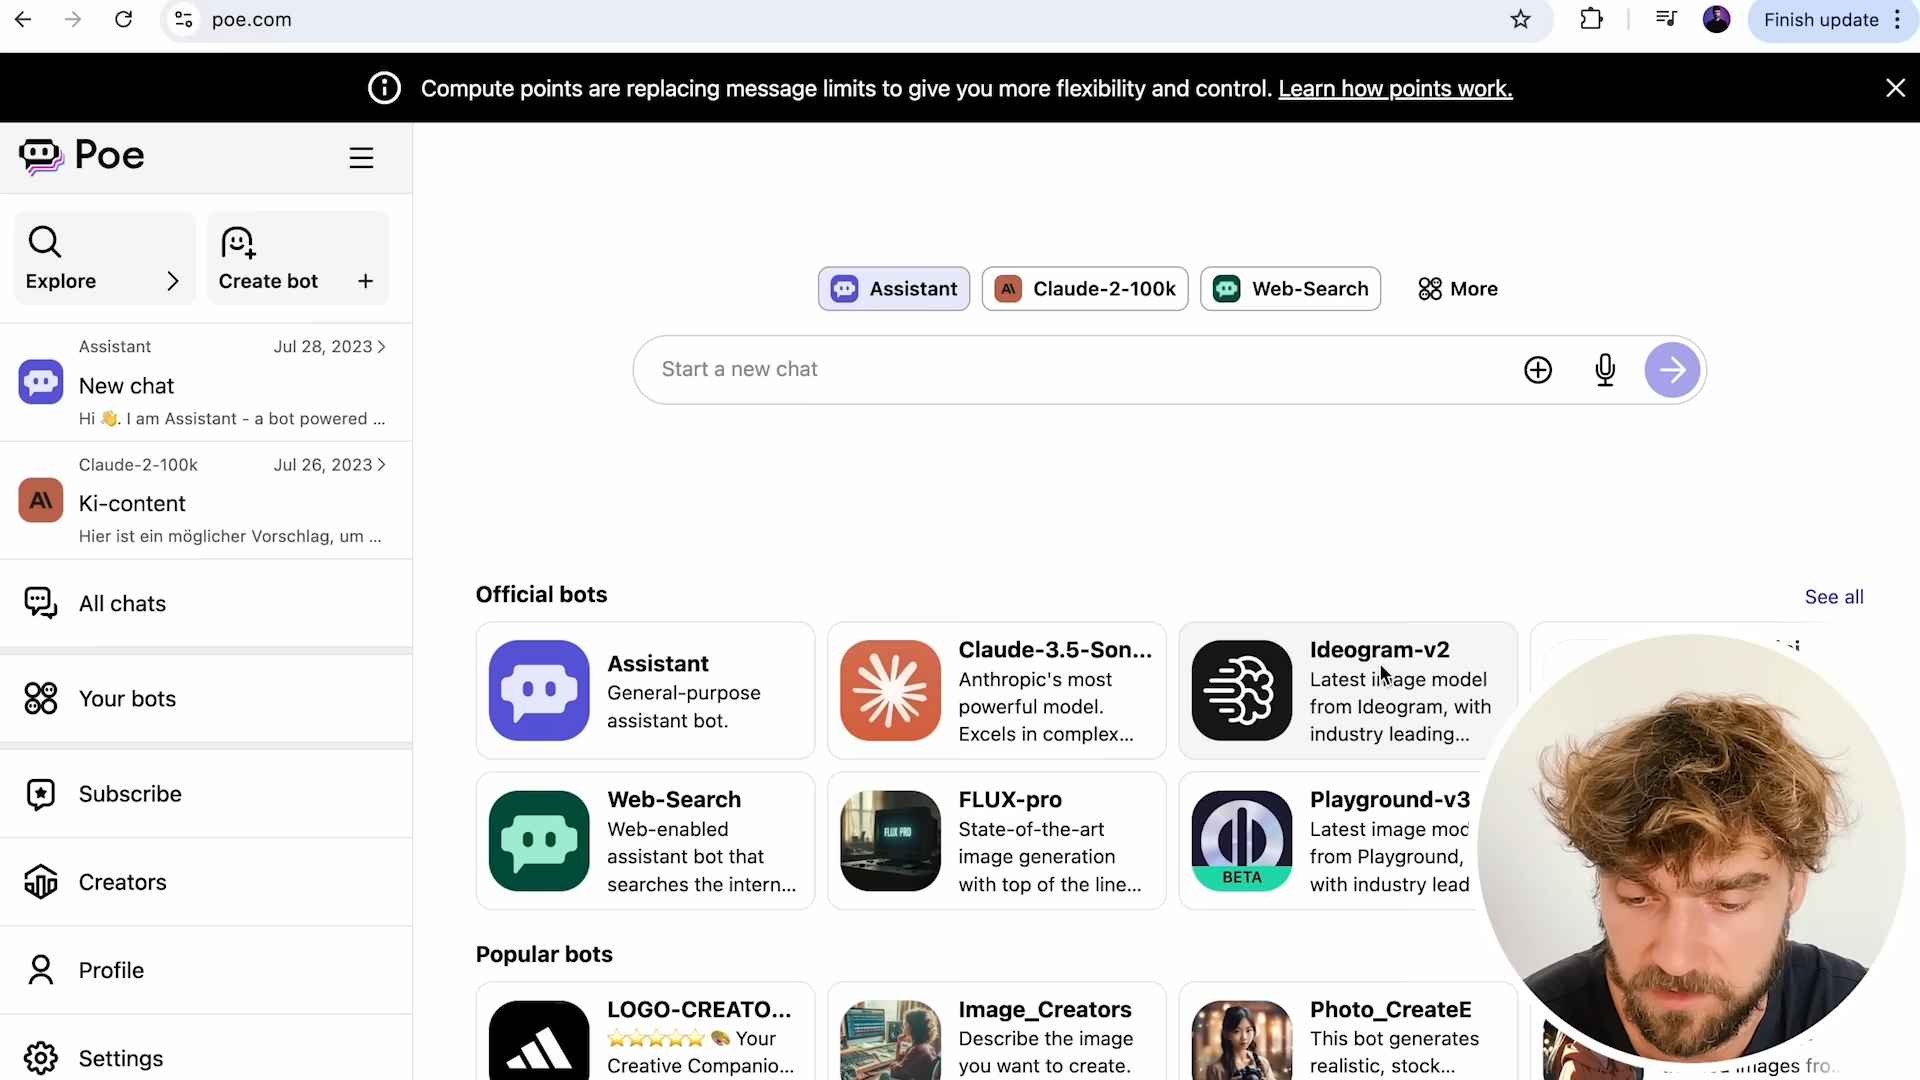 poe.com
Finish update
Compute points are replacing message limits to give you more flexibility and control. Learn how points work.
Poe
Explore
Create bot
Assistant
Jul 28, 2023
New chat
Hi 👋. I am Assistant - a bot powered ...
Claude-2-100k
Jul 26, 2023
Ki-content
Hier ist ein möglicher Vorschlag, um ...
All chats
Your bots
Subscribe
Creators
Profile
Settings
Assistant
Claude-2-100k
Web-Search
More
Start a new chat
Official bots
See all
Assistant
General-purpose
assistant bot.
Claude-3.5-Son...
Anthropic's most
powerful model.
Excels in complex...
Ideogram-v2
Latest image model
from Ideogram, with
industry leading...
Web-Search
Web-enabled
assistant bot that
searches the intern...
FLUX PRO
FLUX-pro
State-of-the-art
image generation
with top of the line...
BETA
Playground-v3
Latest image mod
from Playground,
with industry lead
Popular bots
LOGO-CREATO...
⭐⭐⭐⭐⭐ 🎨 Your
Creative Companio...
Image_Creators
Describe the image
you want to create.
Photo_CreateE
This bot generates
realistic, stock...
images fro...